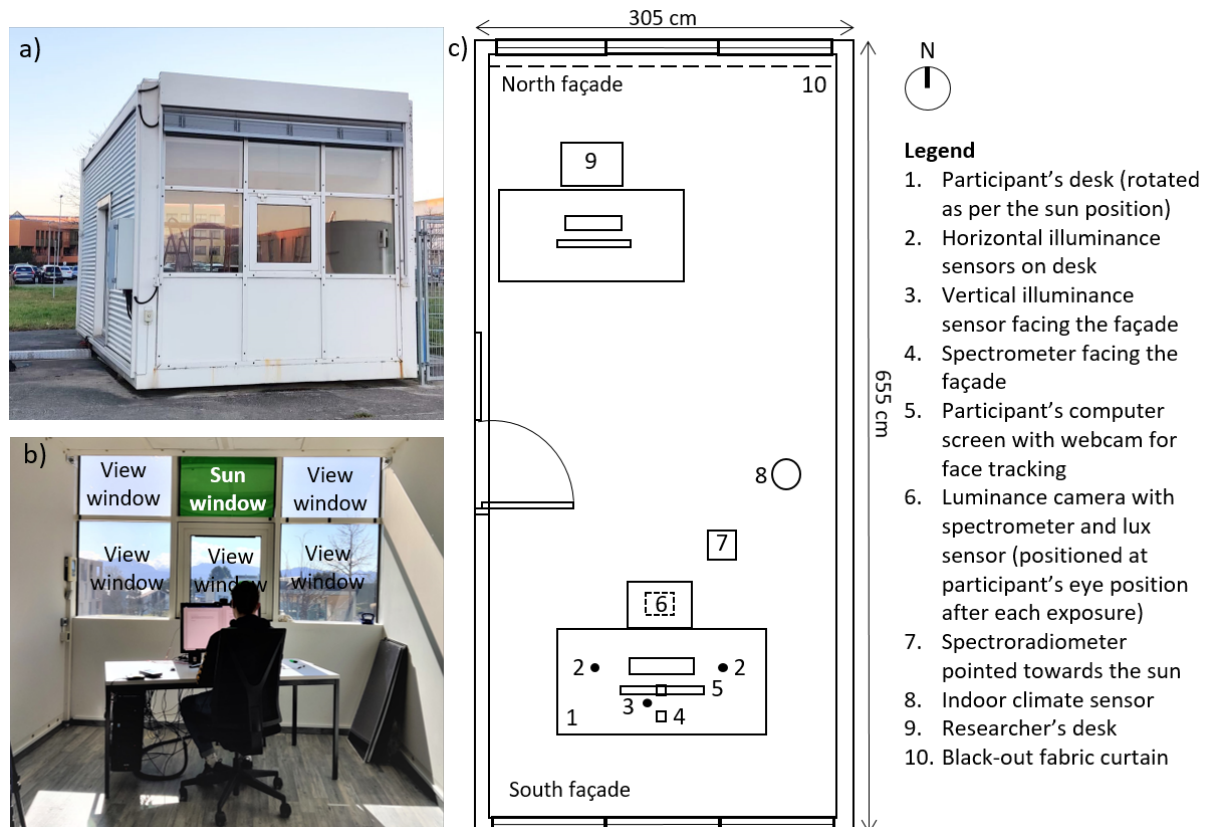 a)
b)
View
window
Sun
window
View
window
View
window
View
window
View
window
c)
305 cm
North façade
10
9
655 cm
8
7
6
2
2
5
3
4
1
South façade
N
Legend
1. Participant's desk (rotated
as per the sun position)
2. Horizontal illuminance
sensors on desk
3. Vertical illuminance
sensor facing the façade
4. Spectrometer facing the
façade
5. Participant's computer
screen with webcam for
face tracking
6. Luminance camera with
spectrometer and lux
sensor (positioned at
participant's eye position
after each exposure)
7. Spectroradiometer
pointed towards the sun
8. Indoor climate sensor
9. Researcher's desk
10. Black-out fabric curtain